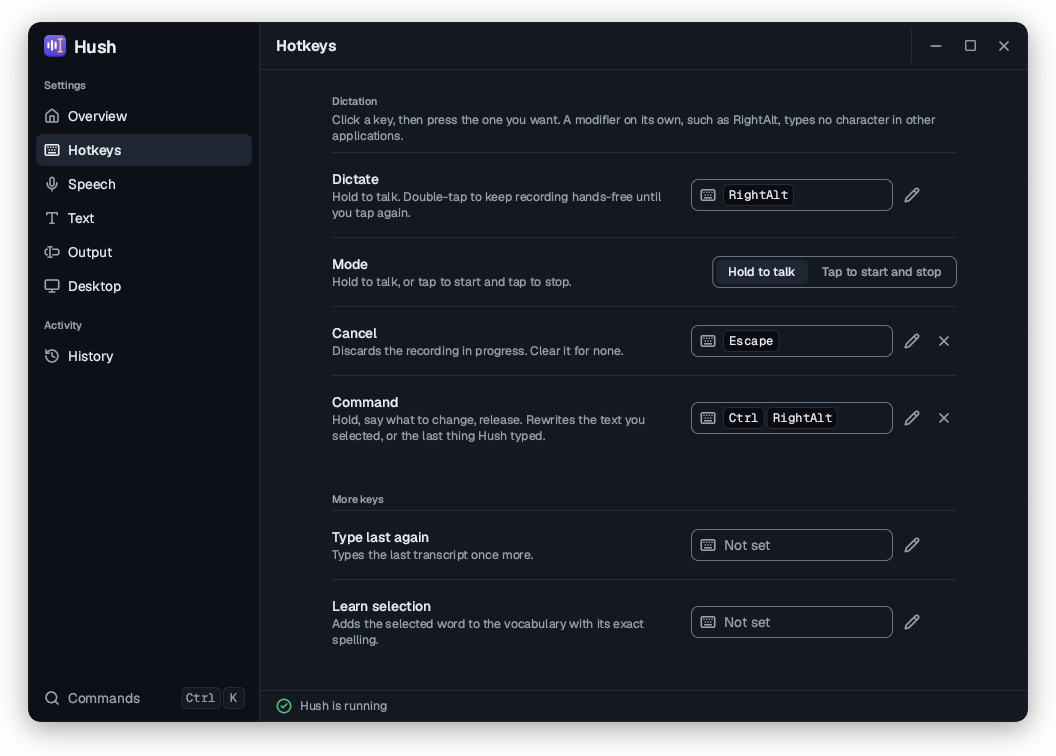 Hush
Settings
Overview
Hotkeys
Speech
Text
Output
Desktop
Activity
History
Commands Ctrl K
Hotkeys
Dictation
Click a key, then press the one you want. A modifier on its own, such as RightAlt, types no character in other
applications.
Dictate
Hold to talk. Double-tap to keep recording hands-free until
you tap again.
RightAlt
Mode
Hold to talk, or tap to start and tap to stop.
Hold to talk Tap to start and stop
Cancel
Discards the recording in progress. Clear it for none.
Escape
Command
Hold, say what to change, release. Rewrites the text you
selected, or the last thing Hush typed.
Ctrl RightAlt
More keys
Type last again
Types the last transcript once more.
Not set
Learn selection
Adds the selected word to the vocabulary with its exact
spelling.
Not set
Hush is running